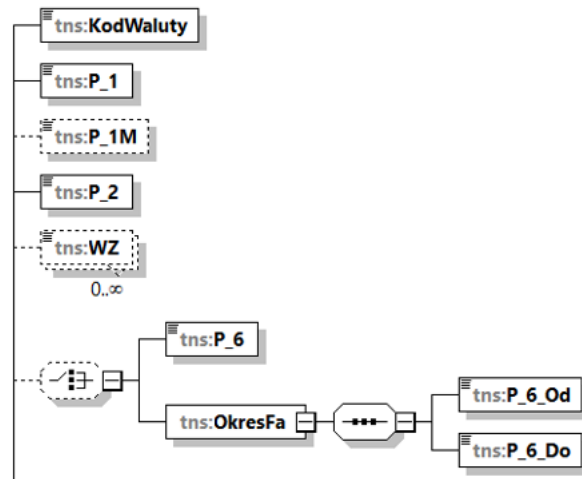 tns:KodWaluty
tns:P_1
tns:P_1M
tns:P_2
tns:WZ
0..∞
tns:P_6
tns:OkresFa
tns:P_6_Od
tns:P_6_Do